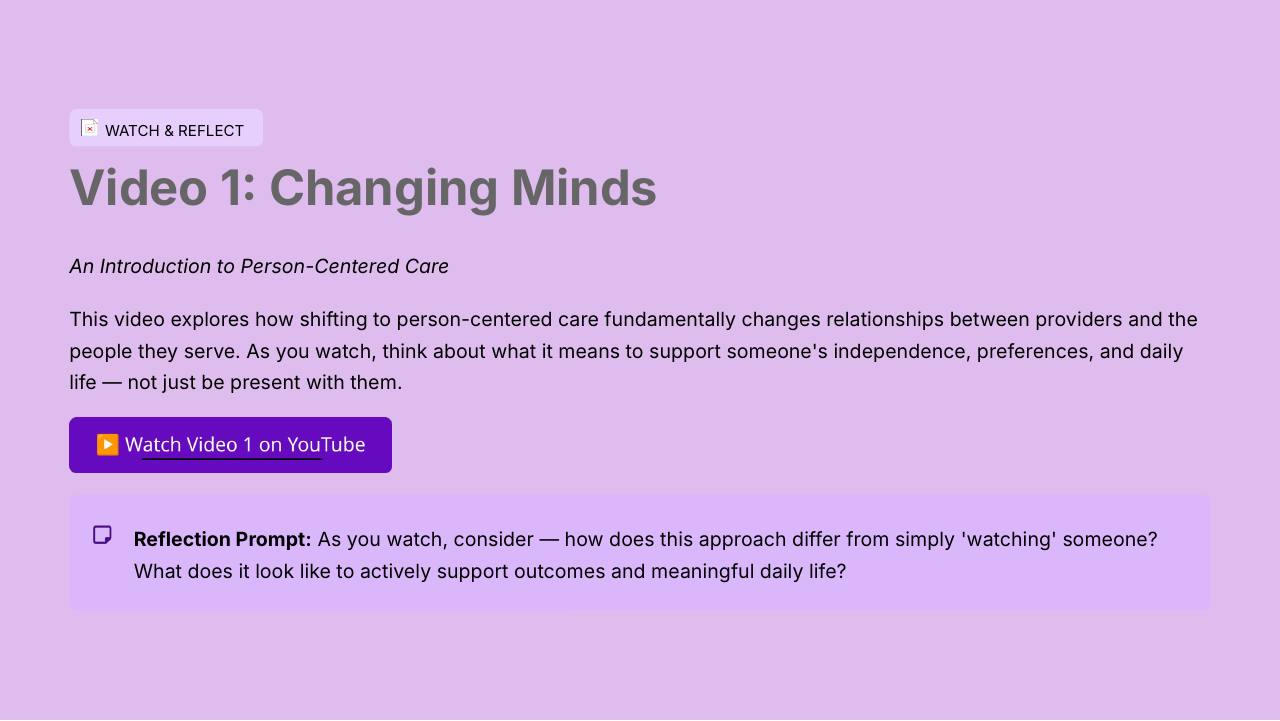 WATCH & REFLECT
Video 1: Changing Minds
An Introduction to Person-Centered Care
This video explores how shifting to person-centered care fundamentally changes relationships between providers and the
people they serve. As you watch, think about what it means to support someone's independence, preferences, and daily
life — not just be present with them.
▶️ Watch Video 1 on YouTube
Reflection Prompt: As you watch, consider — how does this approach differ from simply 'watching' someone?
What does it look like to actively support outcomes and meaningful daily life?